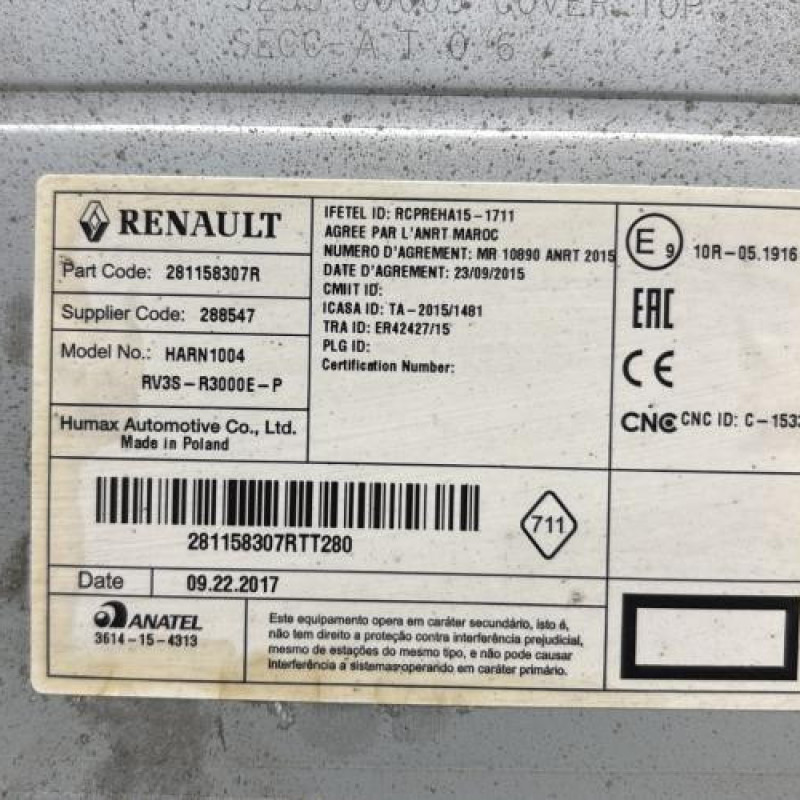 COVER TOP
SECC-AT06
RENAULT
Part Code: 281158307R
Supplier Code: 288547
Model No.: HARN1004
RV3S-R3000E-P
Humax Automotive Co., Ltd.
Made in Poland
IFETEL ID: RCPREHA15-1711
AGREE PAR L'ANRT MAROC
NUMERO D'AGREMENT: MR 10890 ANRT 2015
DATE D'AGREMENT: 23/09/2015
CMIIT ID:
ICASA ID: TA-2015/1481
TRA ID: ER42427/15
PLG ID:
Certification Number:
E 9 10R-05.1916
EAC
CE
CNC CNC ID: C-153
281158307RTT280
711
Date 09.22.2017
ANATEL
3614-15-4313
Este equipamento opera em caráter secundário, isto é,
não tem direito a proteção contra interferência prejudicial,
mesmo de estações do mesmo tipo, e não pode causar
interferência a sistemas operando em caráter primário.